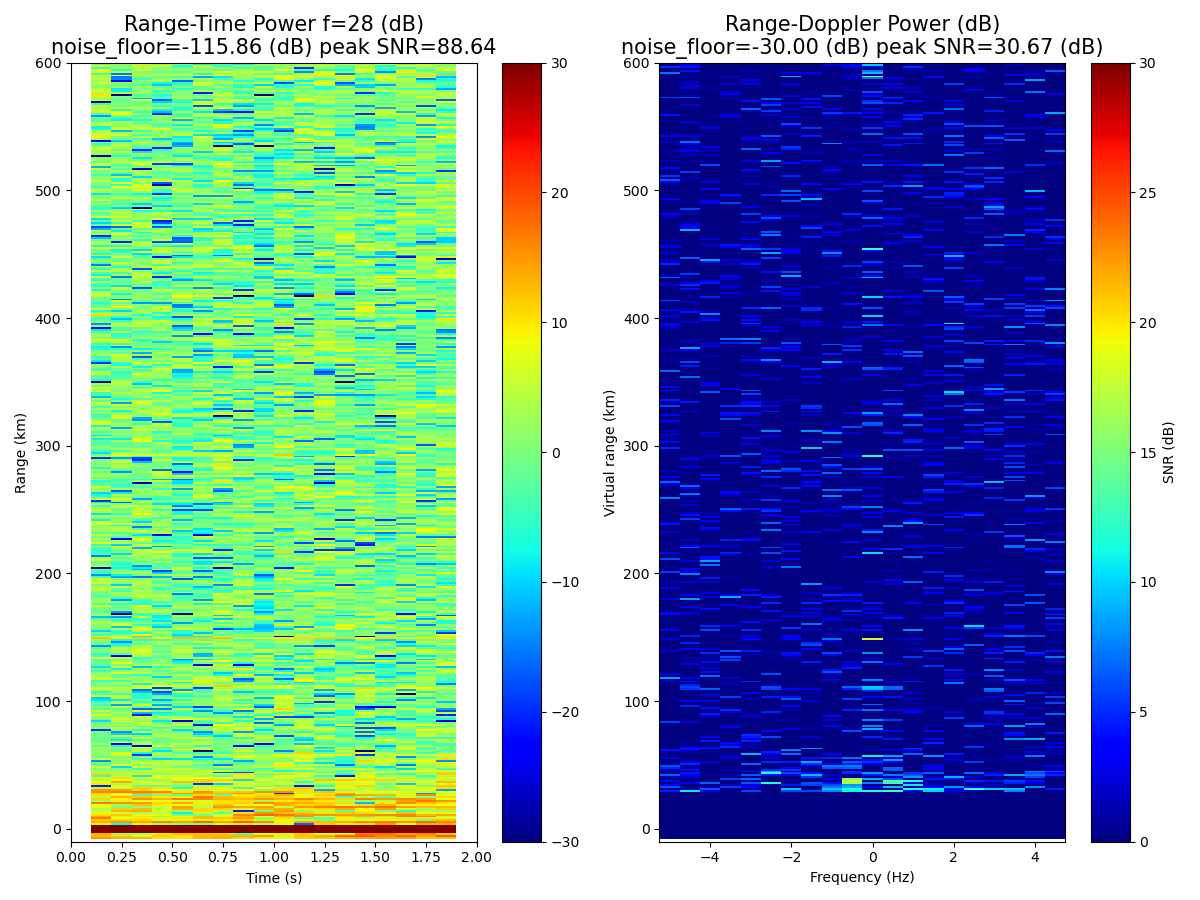 Range-Time Power f=28 (dB)
noise_floor=-115.86 (dB) peak SNR=88.64
Range-Doppler Power (dB)
noise_floor=-30.00 (dB) peak SNR=30.67 (dB)
600
500
400
300
200
100
0
Range (km)
0.00 0.25 0.50 0.75 1.00 1.25 1.50 1.75 2.00
Time (s)
30
20
10
0
−10
−20
−30
600
500
400
300
200
100
0
Virtual range (km)
−4 −2 0 2 4
Frequency (Hz)
30
25
20
15
10
5
0
SNR (dB)